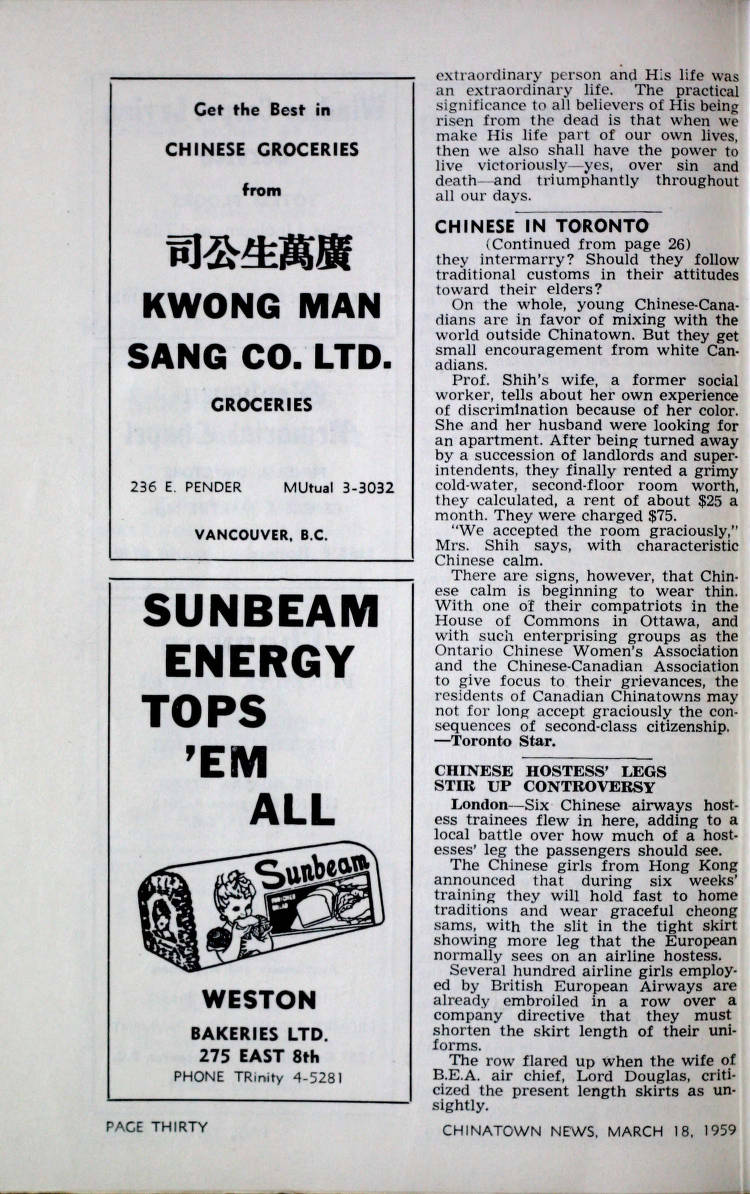 Get the Best in
CHINESE GROCERIES
from
司公生萬廣
KWONG MAN
SANG CO. LTD.
GROCERIES
236 E. PENDER MUtual 3-3032
VANCOUVER, B.C.
SUNBEAM
ENERGY
TOPS
'EM
ALL
Sunbeam
WESTON
BAKERIES LTD.
275 EAST 8th
PHONE TRinity 4-5281
extraordinary person and His life was
an extraordinary life. The practical
significance to all believers of His being
risen from the dead is that when we
make His life part of our own lives,
then we also shall have the power to
live victoriously—yes, over sin and
death—and triumphantly throughout
all our days.
CHINESE IN TORONTO
(Continued from page 26)
they intermarry? Should they follow
traditional customs in their attitudes
toward their elders?
On the whole, young Chinese-Cana-
dians are in favor of mixing with the
world outside Chinatown. But they get
small encouragement from white Can-
adians.
Prof. Shih's wife, a former social
worker, tells about her own experience
of discrimination because of her color.
She and her husband were looking for
an apartment. After being turned away
by a succession of landlords and super-
intendents, they finally rented a grimy
cold-water, second-floor room worth,
they calculated, a rent of about $25 a
month. They were charged $75.
"We accepted the room graciously,"
Mrs. Shih says, with characteristic
Chinese calm.
There are signs, however, that Chin-
ese calm is beginning to wear thin.
With one of their compatriots in the
House of Commons in Ottawa, and
with such enterprising groups as the
Ontario Chinese Women's Association
and the Chinese-Canadian Association
to give focus to their grievances, the
residents of Canadian Chinatowns may
not for long accept graciously the con-
sequences of second-class citizenship.
—Toronto Star.
CHINESE HOSTESS' LEGS
STIR UP CONTROVERSY
London—Six Chinese airways host-
ess trainees flew in here, adding to a
local battle over how much of a host-
esses' leg the passengers should see.
The Chinese girls from Hong Kong
announced that during six weeks'
training they will hold fast to home
traditions and wear graceful cheong
sams, with the slit in the tight skirt
showing more leg that the European
normally sees on an airline hostess.
Several hundred airline girls employ-
ed by British European Airways are
already embroiled in a row over a
company directive that they must
shorten the skirt length of their uni-
forms.
The row flared up when the wife of
B.E.A. air chief, Lord Douglas, criti-
cized the present length skirts as un-
sightly.
PAGE THIRTY
CHINATOWN NEWS, MARCH 18, 1959